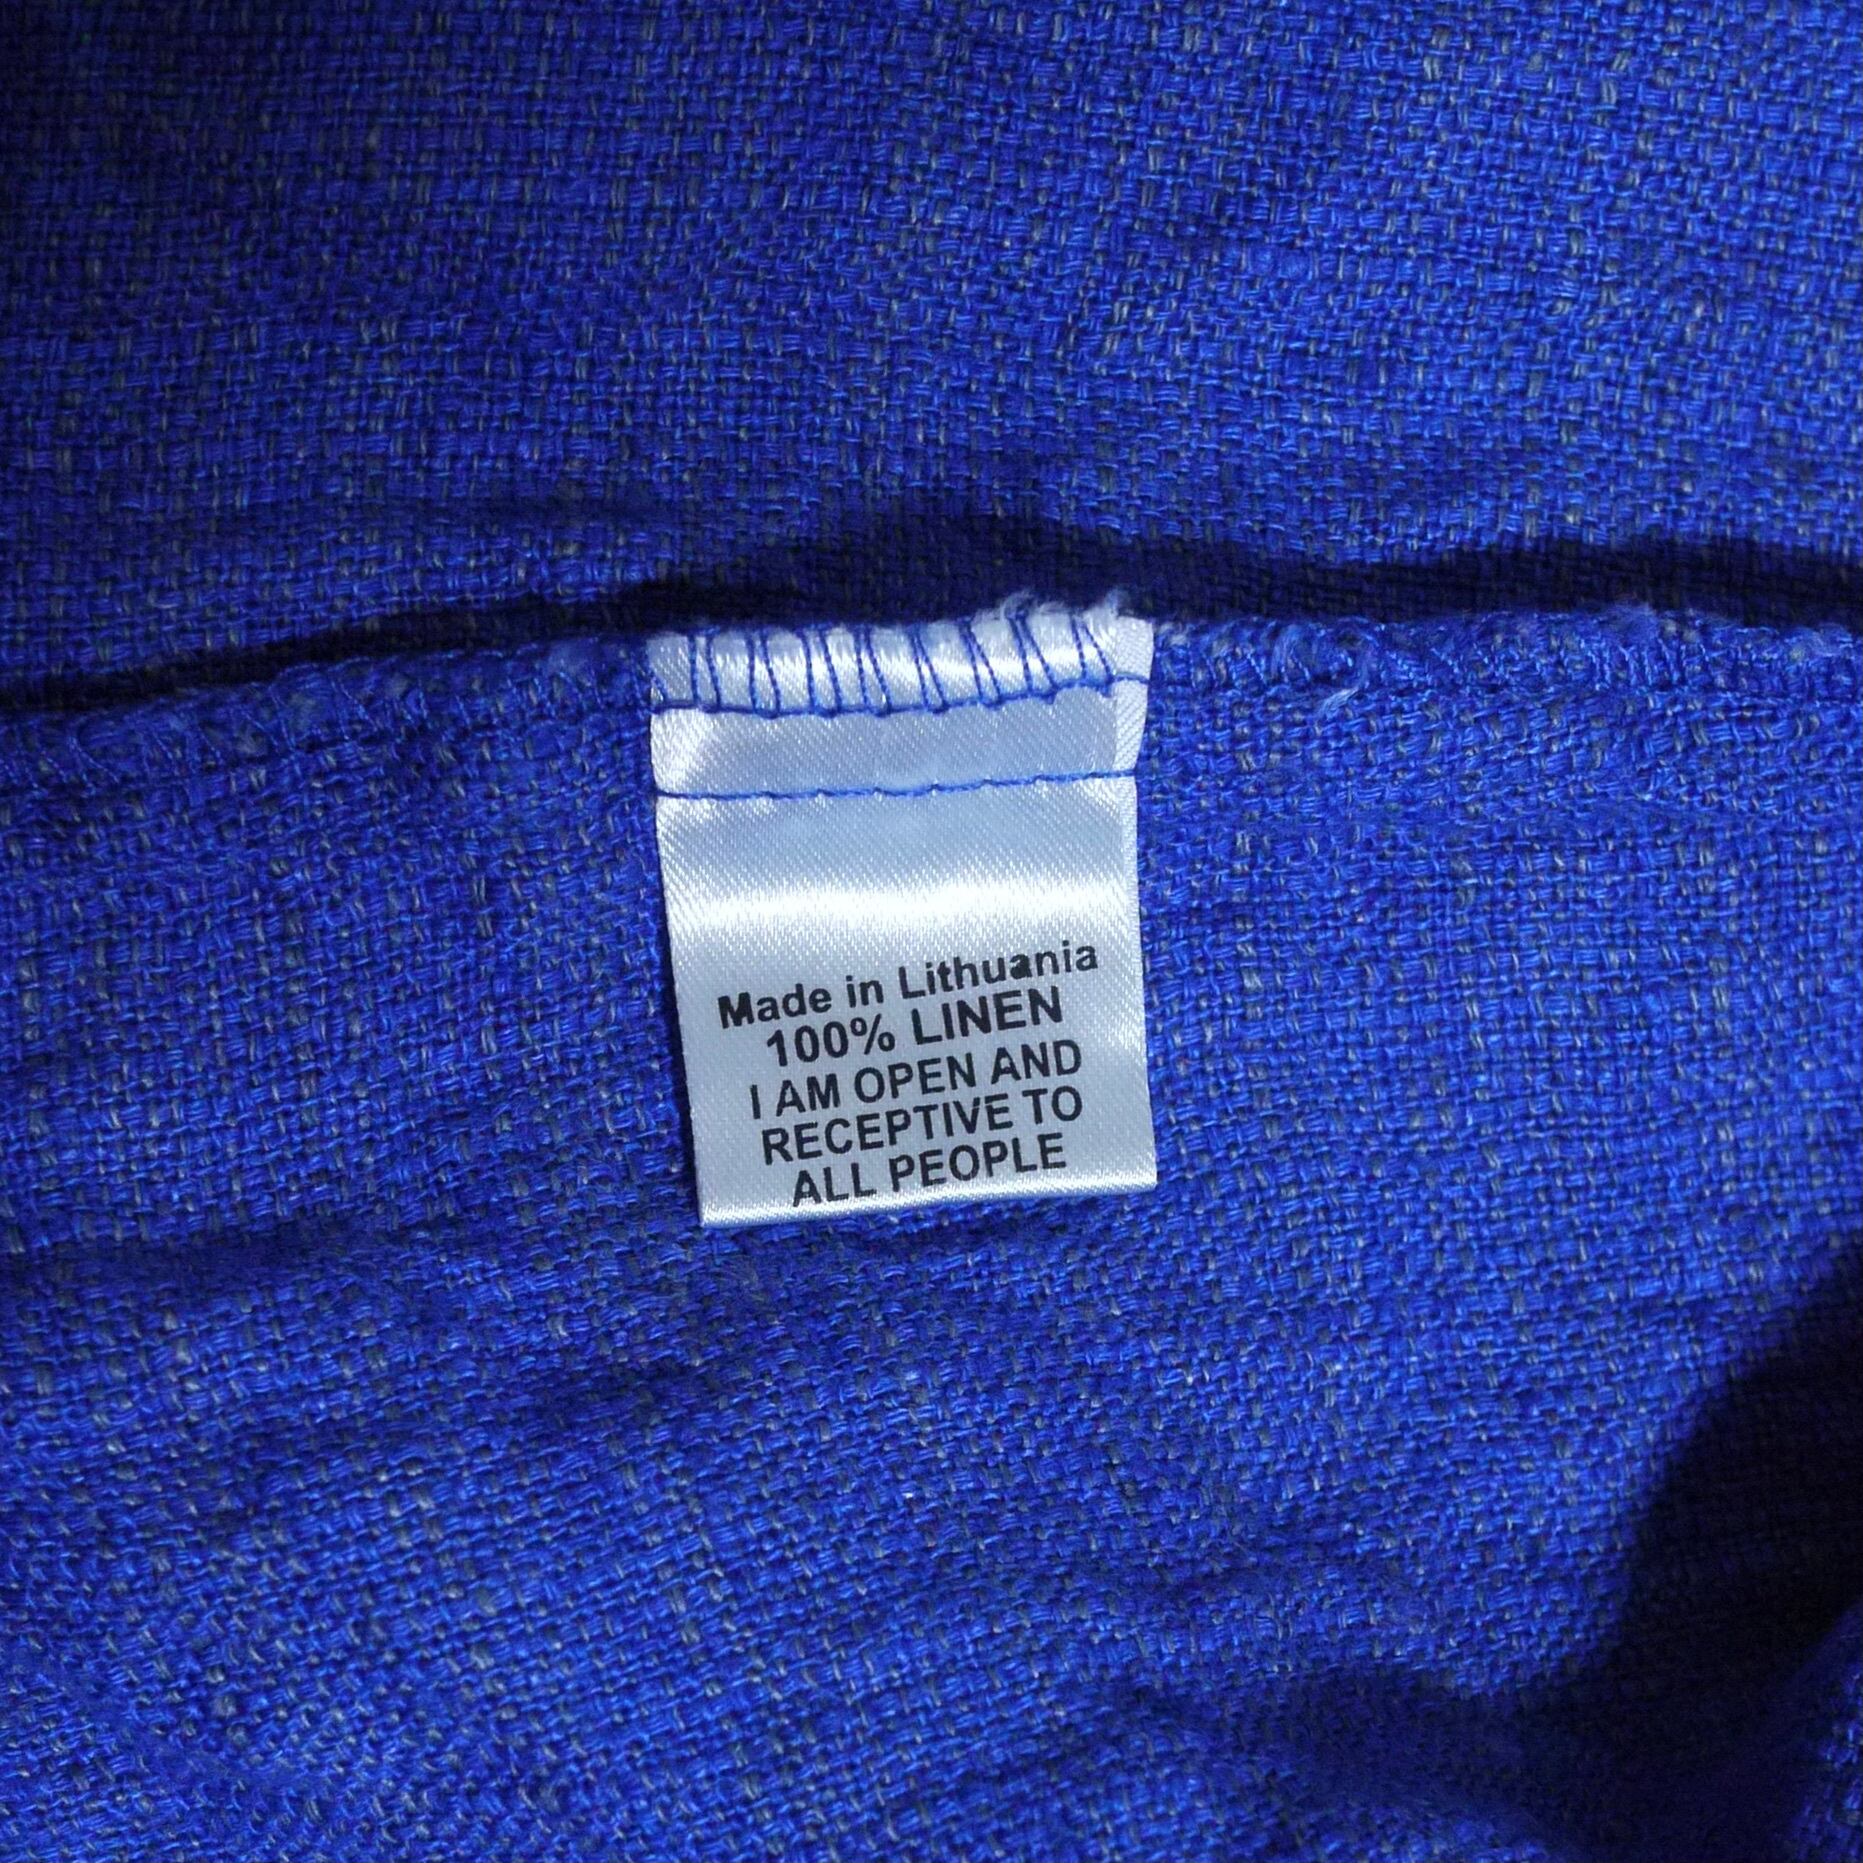 Made in Lithuania
100% LINEN
I AM OPEN AND
RECEPTIVE TO
ALL PEOPLE